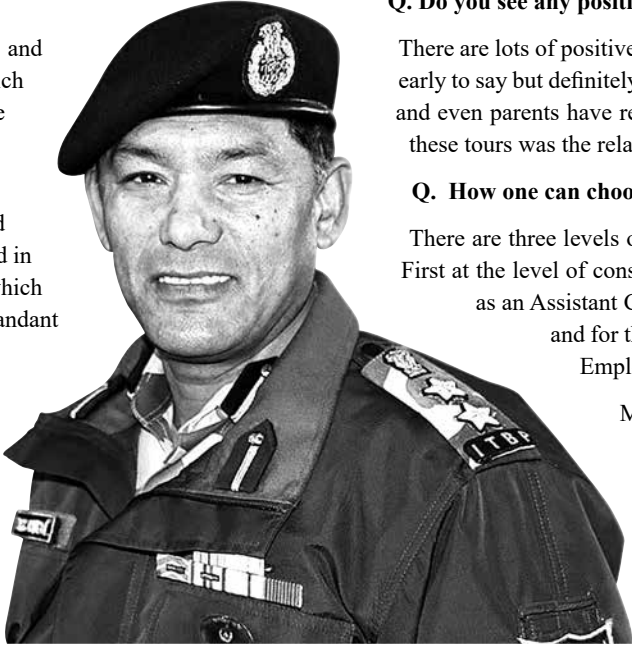 and
ich
e
d
d in
which
andant
Q. Do you see any positi
There are lots of positive
early to say but definitely
and even parents have re
these tours was the rela
Q. How one can choo
There are three levels o
First at the level of cons
as an Assistant C
and for th
Empl
M
ITBP